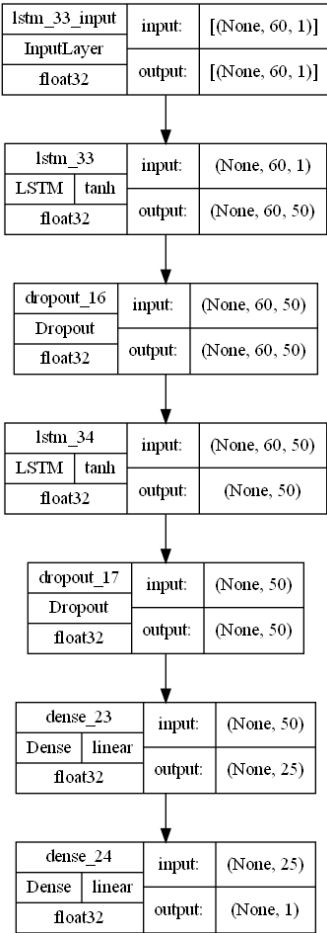 lstm_33_input
InputLayer
float32
input:
[(None, 60, 1)]
output:
[(None, 60, 1)]
lstm_33
LSTM tanh
float32
input:
(None, 60, 1)
output:
(None, 60, 50)
dropout_16
Dropout
float32
input:
(None, 60, 50)
output:
(None, 60, 50)
lstm_34
LSTM tanh
float32
input:
(None, 60, 50)
output:
(None, 50)
dropout_17
Dropout
float32
input:
(None, 50)
output:
(None, 50)
dense_23
Dense linear
float32
input:
(None, 50)
output:
(None, 25)
dense_24
Dense linear
float32
input:
(None, 25)
output:
(None, 1)